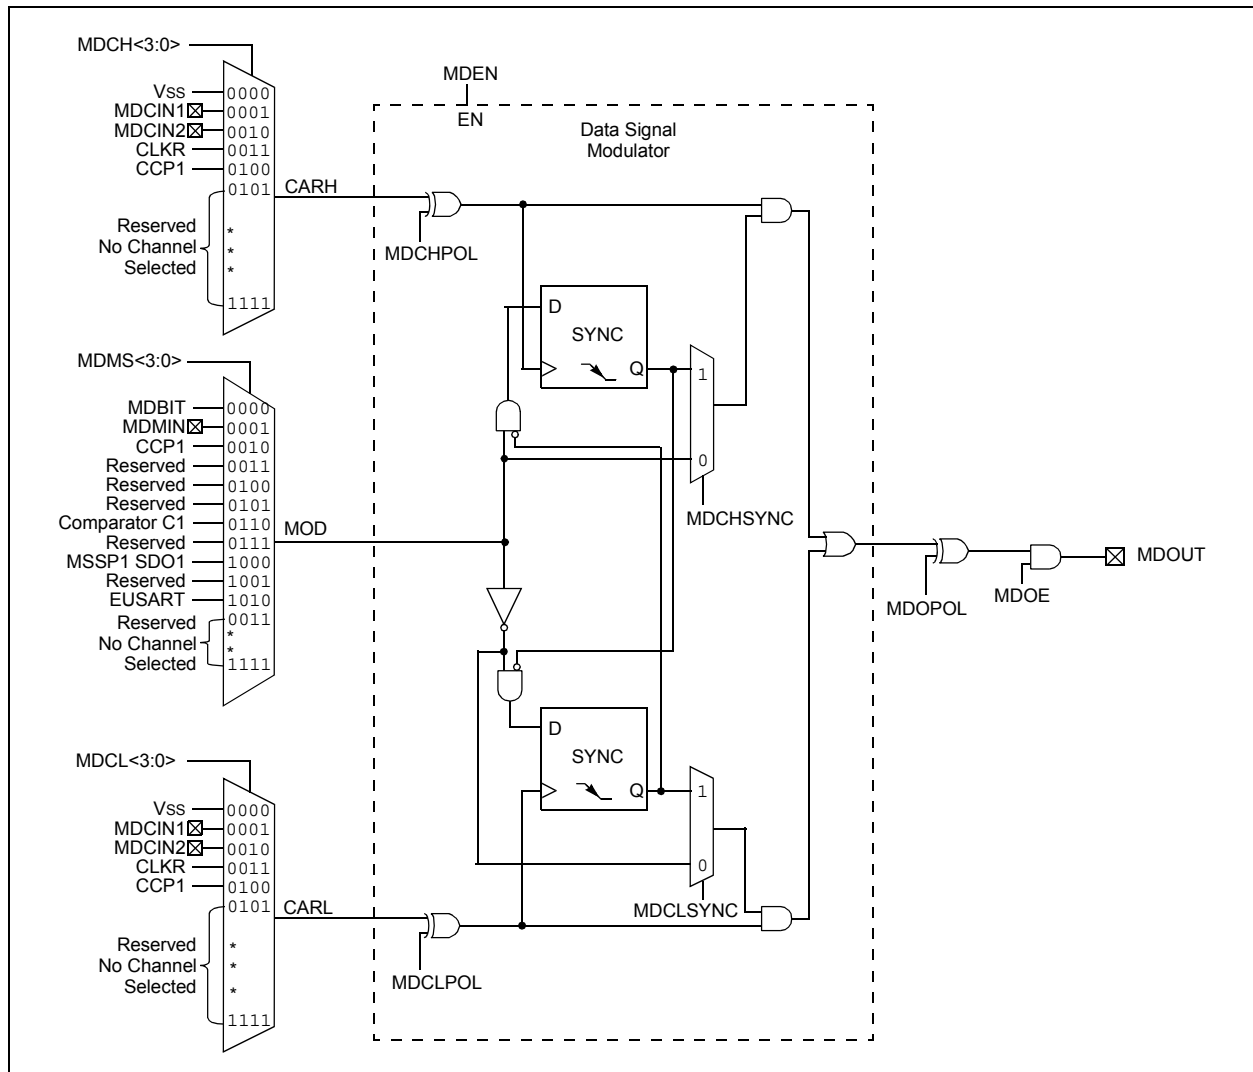 MDCH<3:0>
VSS 0000
MDCIN1 0001
MDCIN2 0010
CLKR 0011
CCP1 0100
0101
Reserved *
No Channel *
Selected *
1111
CARH
MDEN
EN
Data Signal
Modulator
MDCHPOL
D
SYNC
Q
1
0
MDCHSYNC
MDMS<3:0>
MDBIT 0000
MDMIN 0001
CCP1 0010
Reserved 0011
Reserved 0100
Reserved 0101
Comparator C1 0110
Reserved 0111
MSSP1 SDO1 1000
Reserved 1001
EUSART 1010
Reserved 0011
No Channel *
*
Selected 1111
MOD
MDOPOL
MDOE
MDOUT
MDCL<3:0>
VSS 0000
MDCIN1 0001
MDCIN2 0010
CLKR 0011
CCP1 0100
0101
Reserved *
No Channel *
Selected *
1111
CARL
MDCLPOL
D
SYNC
Q
1
0
MDCLSYNC